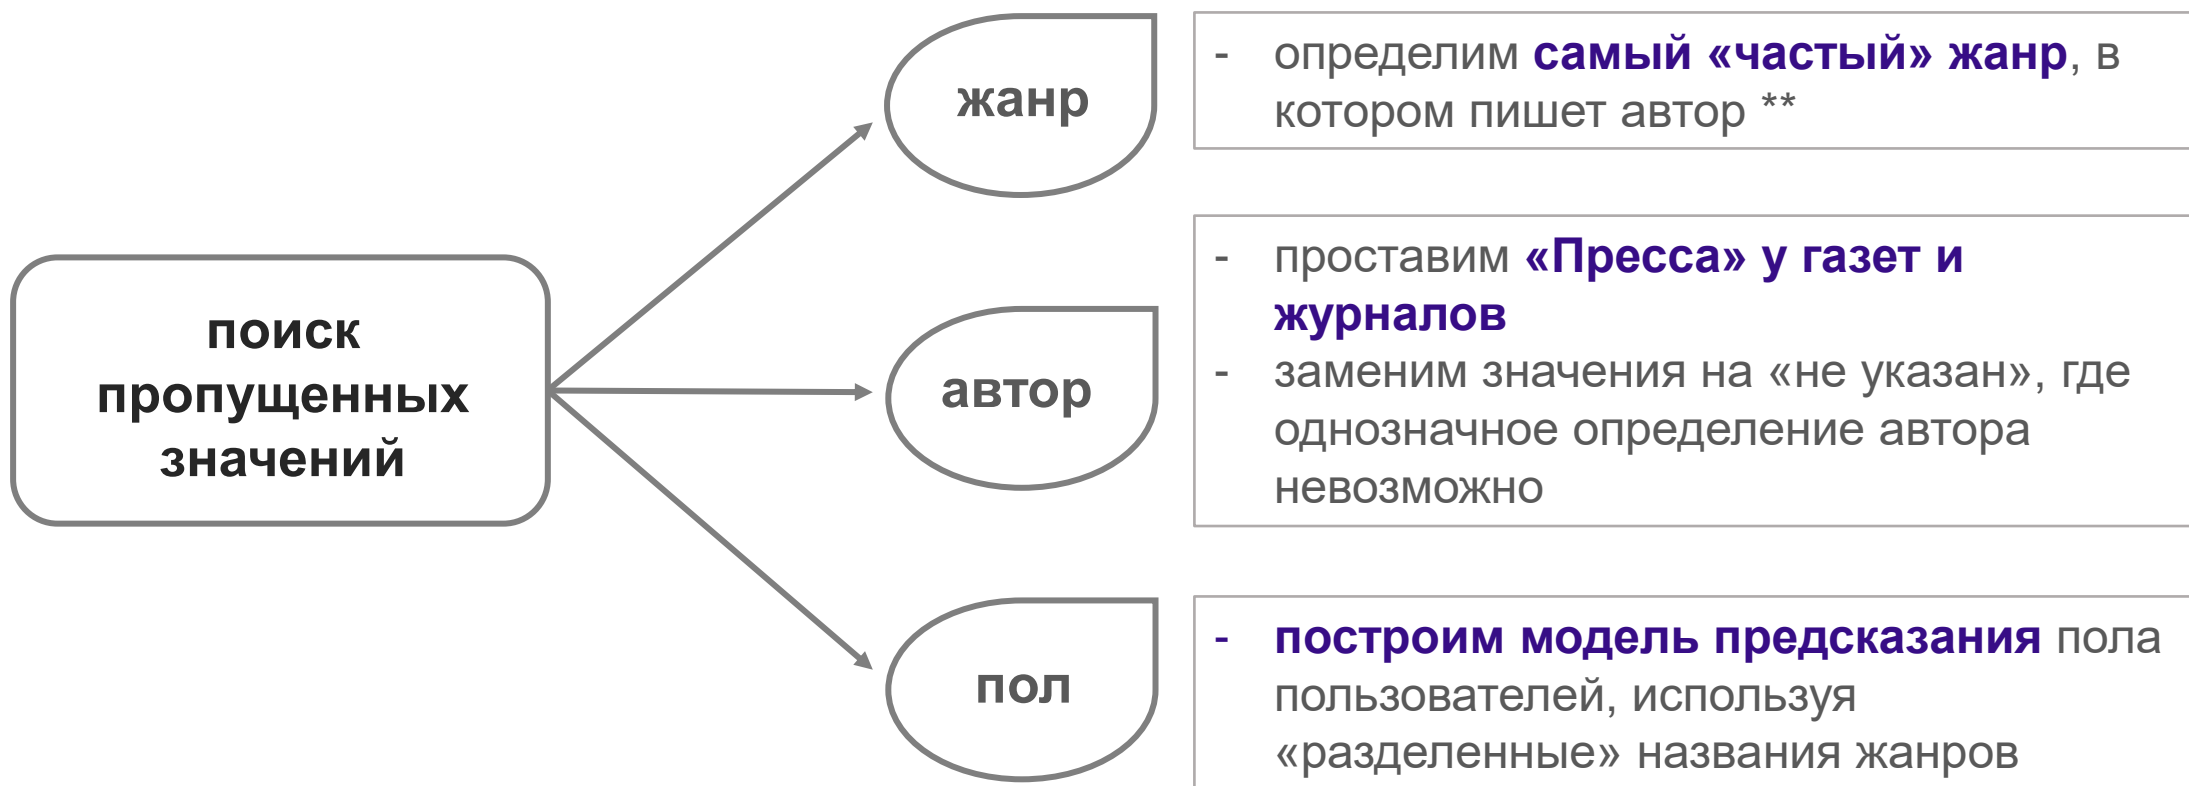 поиск
пропущенных
значений
жанр
- определим самый «частый» жанр, в
котором пишет автор **
автор
- проставим «Пресса» у газет и
журналов
- заменим значения на «не указан», где
однозначное определение автора
невозможно
пол
- построим модель предсказания пола
пользователей, используя
«разделенные» названия жанров